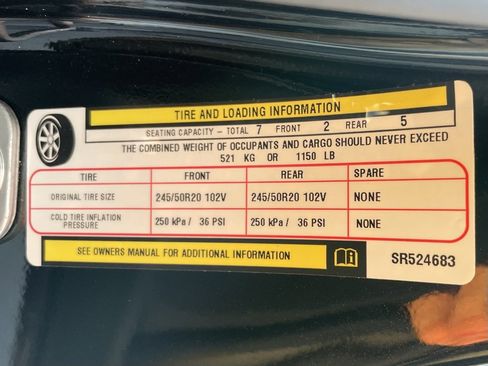 TIRE AND LOADING INFORMATION
SEATING CAPACITY - TOTAL 7 FRONT 2 REAR 5
THE COMBINED WEIGHT OF OCCUPANTS AND CARGO SHOULD NEVER EXCEED
521 KG OR 1150 LB
TIRE FRONT REAR SPARE
ORIGINAL TIRE SIZE 245/50R20 102V 245/50R20 102V NONE
COLD TIRE INFLATION PRESSURE 250 kPa / 36 PSI 250 kPa / 36 PSI NONE
SEE OWNERS MANUAL FOR ADDITIONAL INFORMATION SR524683